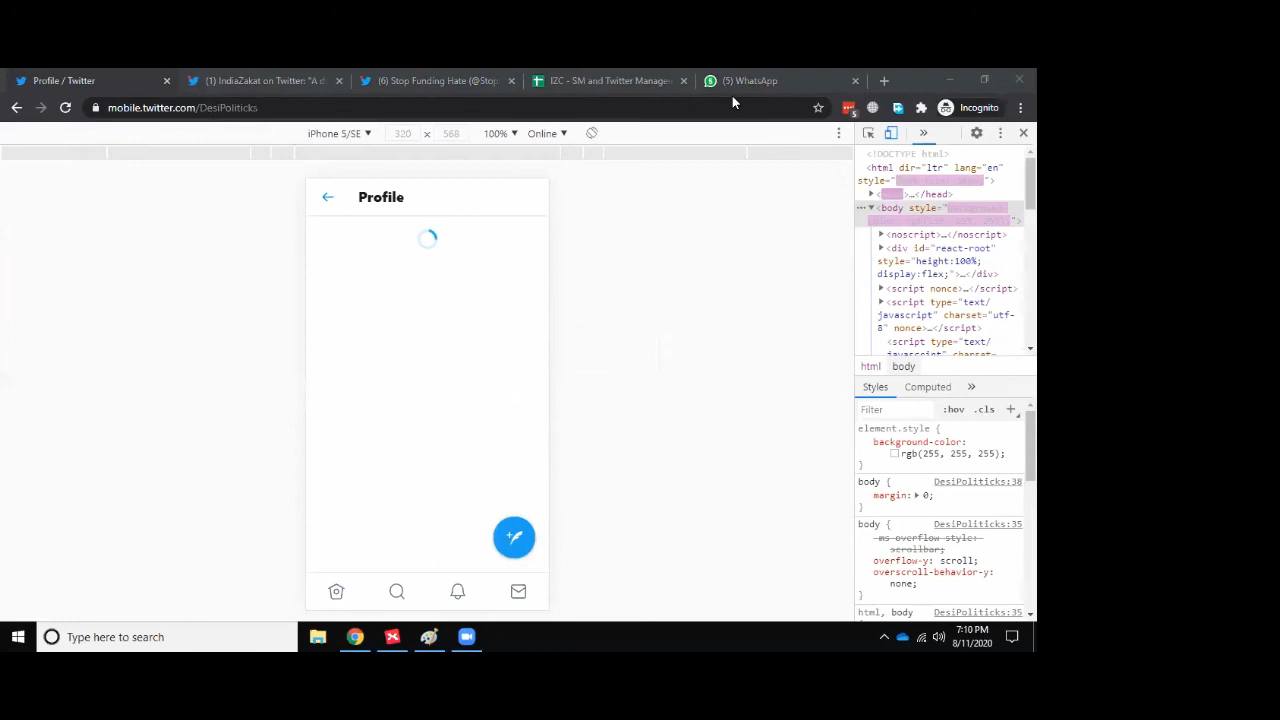 Profile / Twitter
(1) IndiaZakat on Twitter: "A d
(6) Stop Funding Hate (@Stop
IZC - SM and Twitter Manage
(5) WhatsApp
mobile.twitter.com/DesiPoliticks
5
Incognito
iPhone 5/SE
320 × 568
100%
Online
Profile
<!DOCTYPE html>
<html dir="ltr" lang="en"
style="
">
…</head>
<body style="
">
<noscript>…</noscript>
<div id="react-root"
style="height:100%;
display:flex;">…</div>
<script nonce>…</script>
<script type="text/
javascript" charset="utf-
8" nonce>…</script>
<script type="text/
javascript" charset=
html body
Styles Computed
Filter :hov .cls
element.style {
background-color:
rgb(255, 255, 255);
}
body { DesiPoliticks:38
margin: 0;
}
body { DesiPoliticks:35
-ms-overflow-style:
scrollbar;
overflow-y: scroll;
overscroll-behavior-y:
none;
}
html, body DesiPoliticks:35
Type here to search
7:10 PM
8/11/2020